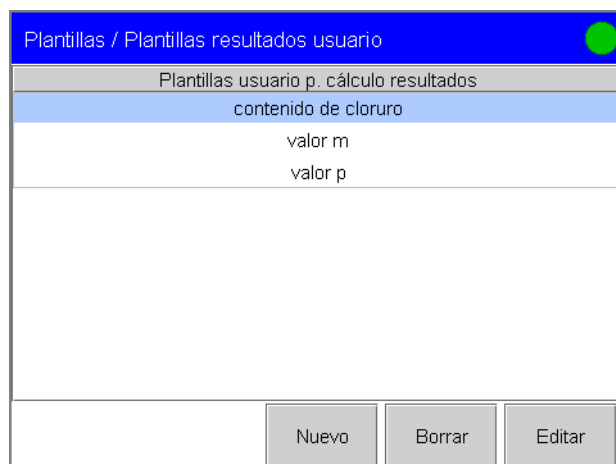 Plantillas / Plantillas resultados usuario
Plantillas usuario p. cálculo resultados
contenido de cloruro
valor m
valor p
Nuevo
Borrar
Editar